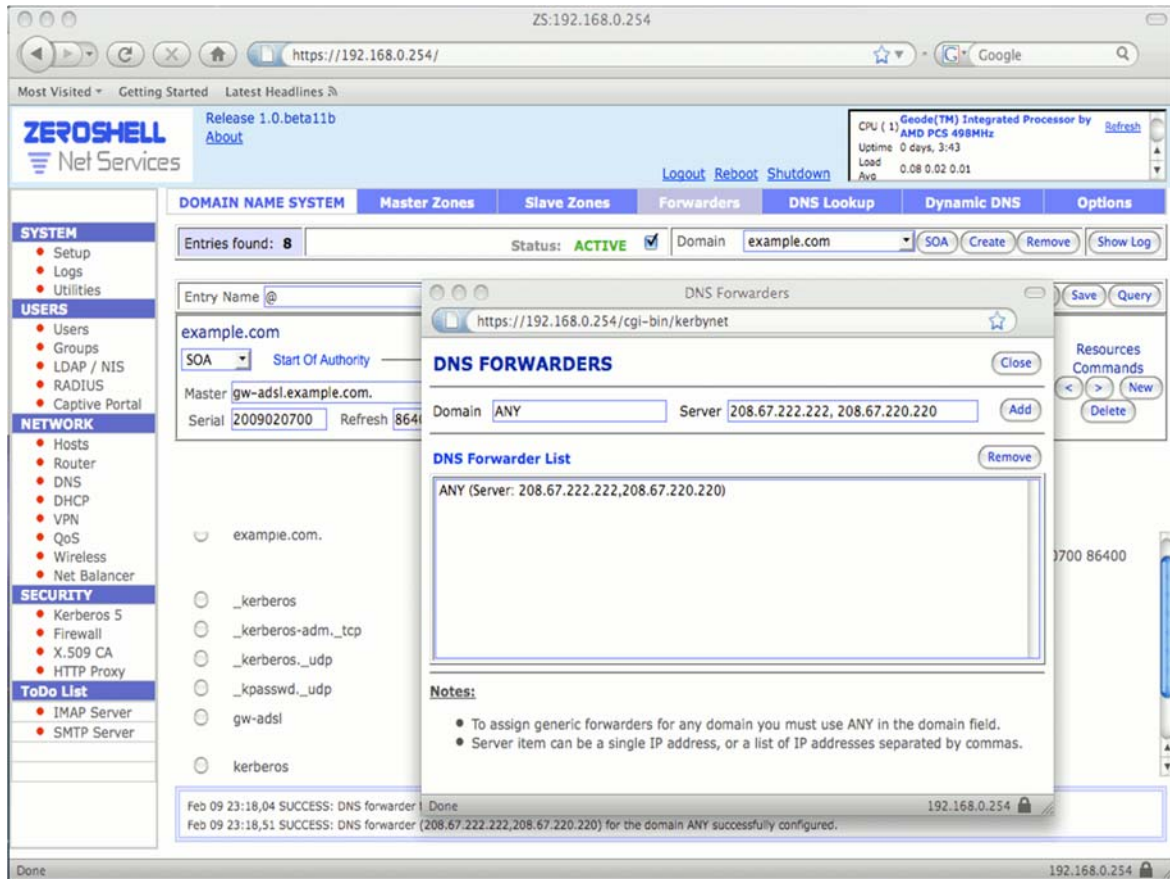 ZS:192.168.0.254
https://192.168.0.254/
Google
Most Visited Getting Started Latest Headlines
ZEROSHELL
Net Services
Release 1.0.beta11b
About
Logout Reboot Shutdown
CPU ( 1) Geode(TM) Integrated Processor by AMD PCS 498MHz
Refresh
Uptime 0 days, 3:43
Load Avg 0.08 0.02 0.01
DOMAIN NAME SYSTEM Master Zones Slave Zones Forwarders DNS Lookup Dynamic DNS Options
SYSTEM
Setup
Logs
Utilities
USERS
Users
Groups
LDAP / NIS
RADIUS
Captive Portal
NETWORK
Hosts
Router
DNS
DHCP
VPN
QoS
Wireless
Net Balancer
SECURITY
Kerberos 5
Firewall
X.509 CA
HTTP Proxy
ToDo List
IMAP Server
SMTP Server
Entries found: 8 Status: ACTIVE Domain example.com SOA Create Remove Show Log
Entry Name @ Save Query
example.com
SOA Start Of Authority
Master gw-adsl.example.com.
Serial 2009020700 Refresh
Resources
Commands
< > New
Delete
example.com.
0700 86400
_kerberos
_kerberos-adm._tcp
_kerberos._udp
_kpasswd._udp
gw-adsl
kerberos
DNS Forwarders
https://192.168.0.254/cgi-bin/kerbynet
DNS FORWARDERS Close
Domain ANY Server 208.67.222.222, 208.67.220.220 Add
DNS Forwarder List Remove
ANY (Server: 208.67.222.222,208.67.220.220)
Notes:
To assign generic forwarders for any domain you must use ANY in the domain field.
Server item can be a single IP address, or a list of IP addresses separated by commas.
Done 192.168.0.254
Feb 09 23:18,04 SUCCESS: DNS forwarder
Feb 09 23:18,51 SUCCESS: DNS forwarder (208.67.222.222,208.67.220.220) for the domain ANY successfully configured.
Done 192.168.0.254